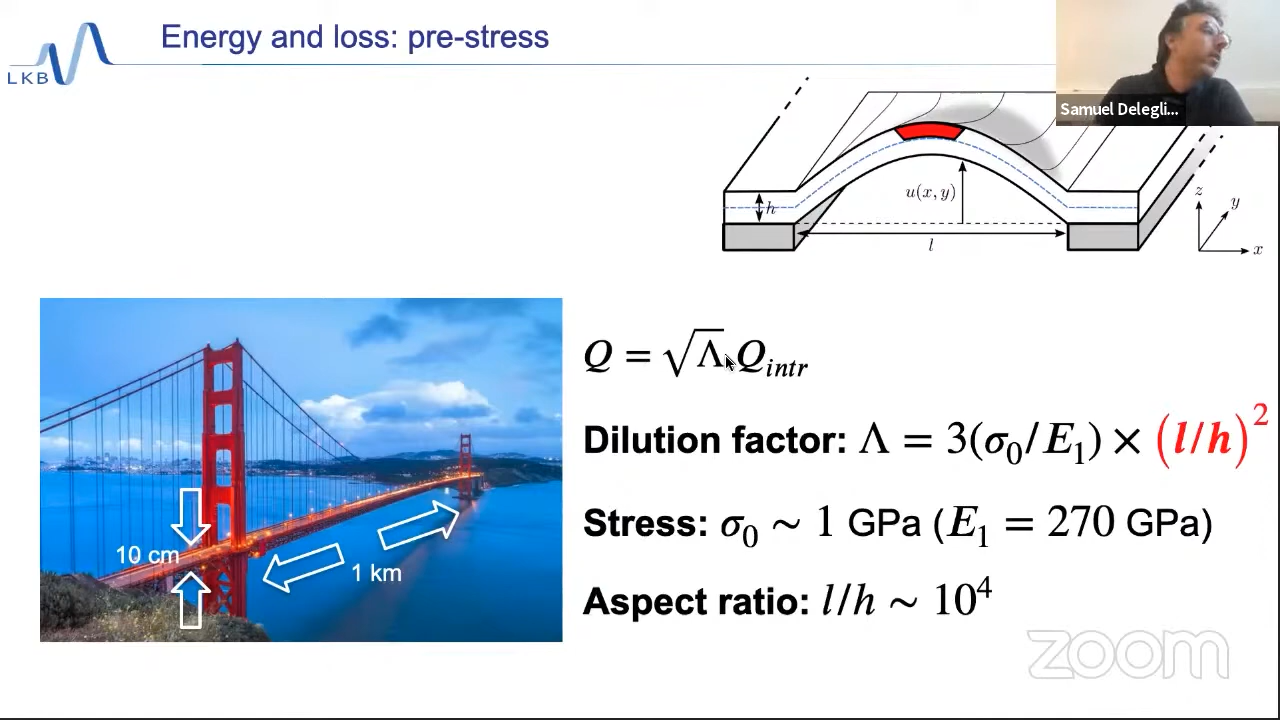 Energy and loss: pre-stress
LKB
Samuel Delegli...
h
u(x, y)
l
z
y
x
Q = √Λ Q_intr
Dilution factor: Λ = 3(σ₀/E₁) × (l/h)²
Stress: σ₀ ~ 1 GPa (E₁ = 270 GPa)
10 cm
1 km
Aspect ratio: l/h ~ 10⁴
zoom